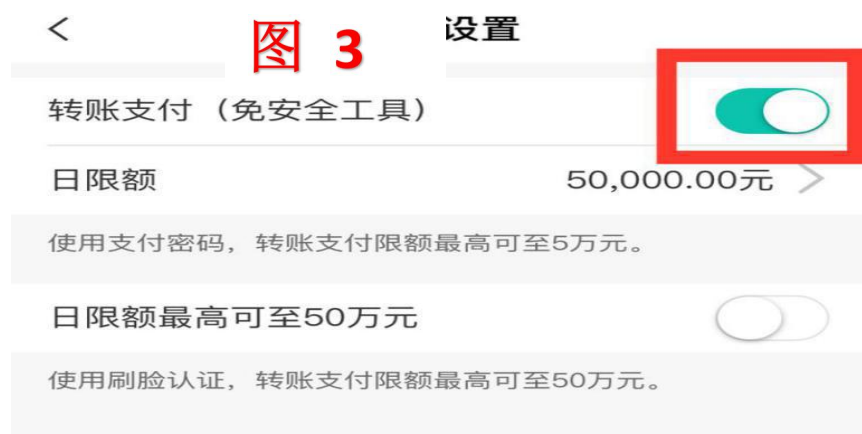 图 3
设置
转账支付（免安全工具）
日限额 50,000.00元
使用支付密码，转账支付限额最高可至5万元。
日限额最高可至50万元
使用刷脸认证，转账支付限额最高可至50万元。